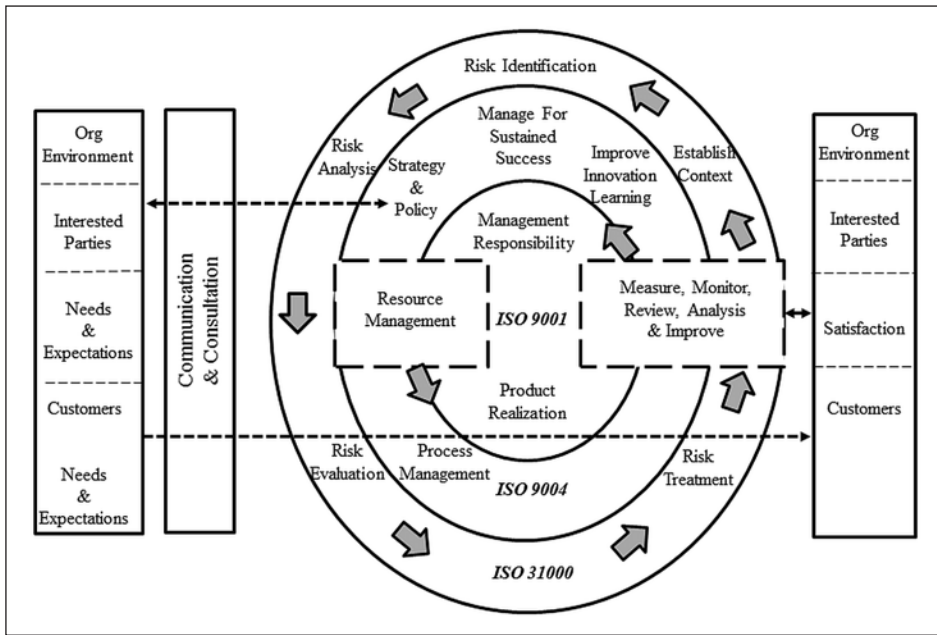 Org
Environment
Interested
Parties
Needs
&
Expectations
Customers
Needs
&
Expectations
Communication
& Consultation
Risk Identification
Risk
Analysis
Establish
Context
Manage For
Sustained
Success
Strategy
&
Policy
Improve
Innovation
Learning
Management
Responsibility
Resource
Management
ISO 9001
Measure, Monitor,
Review, Analysis
& Improve
Product
Realization
Risk
Evaluation
Process
Management
Risk
Treatment
ISO 9004
ISO 31000
Org
Environment
Interested
Parties
Satisfaction
Customers